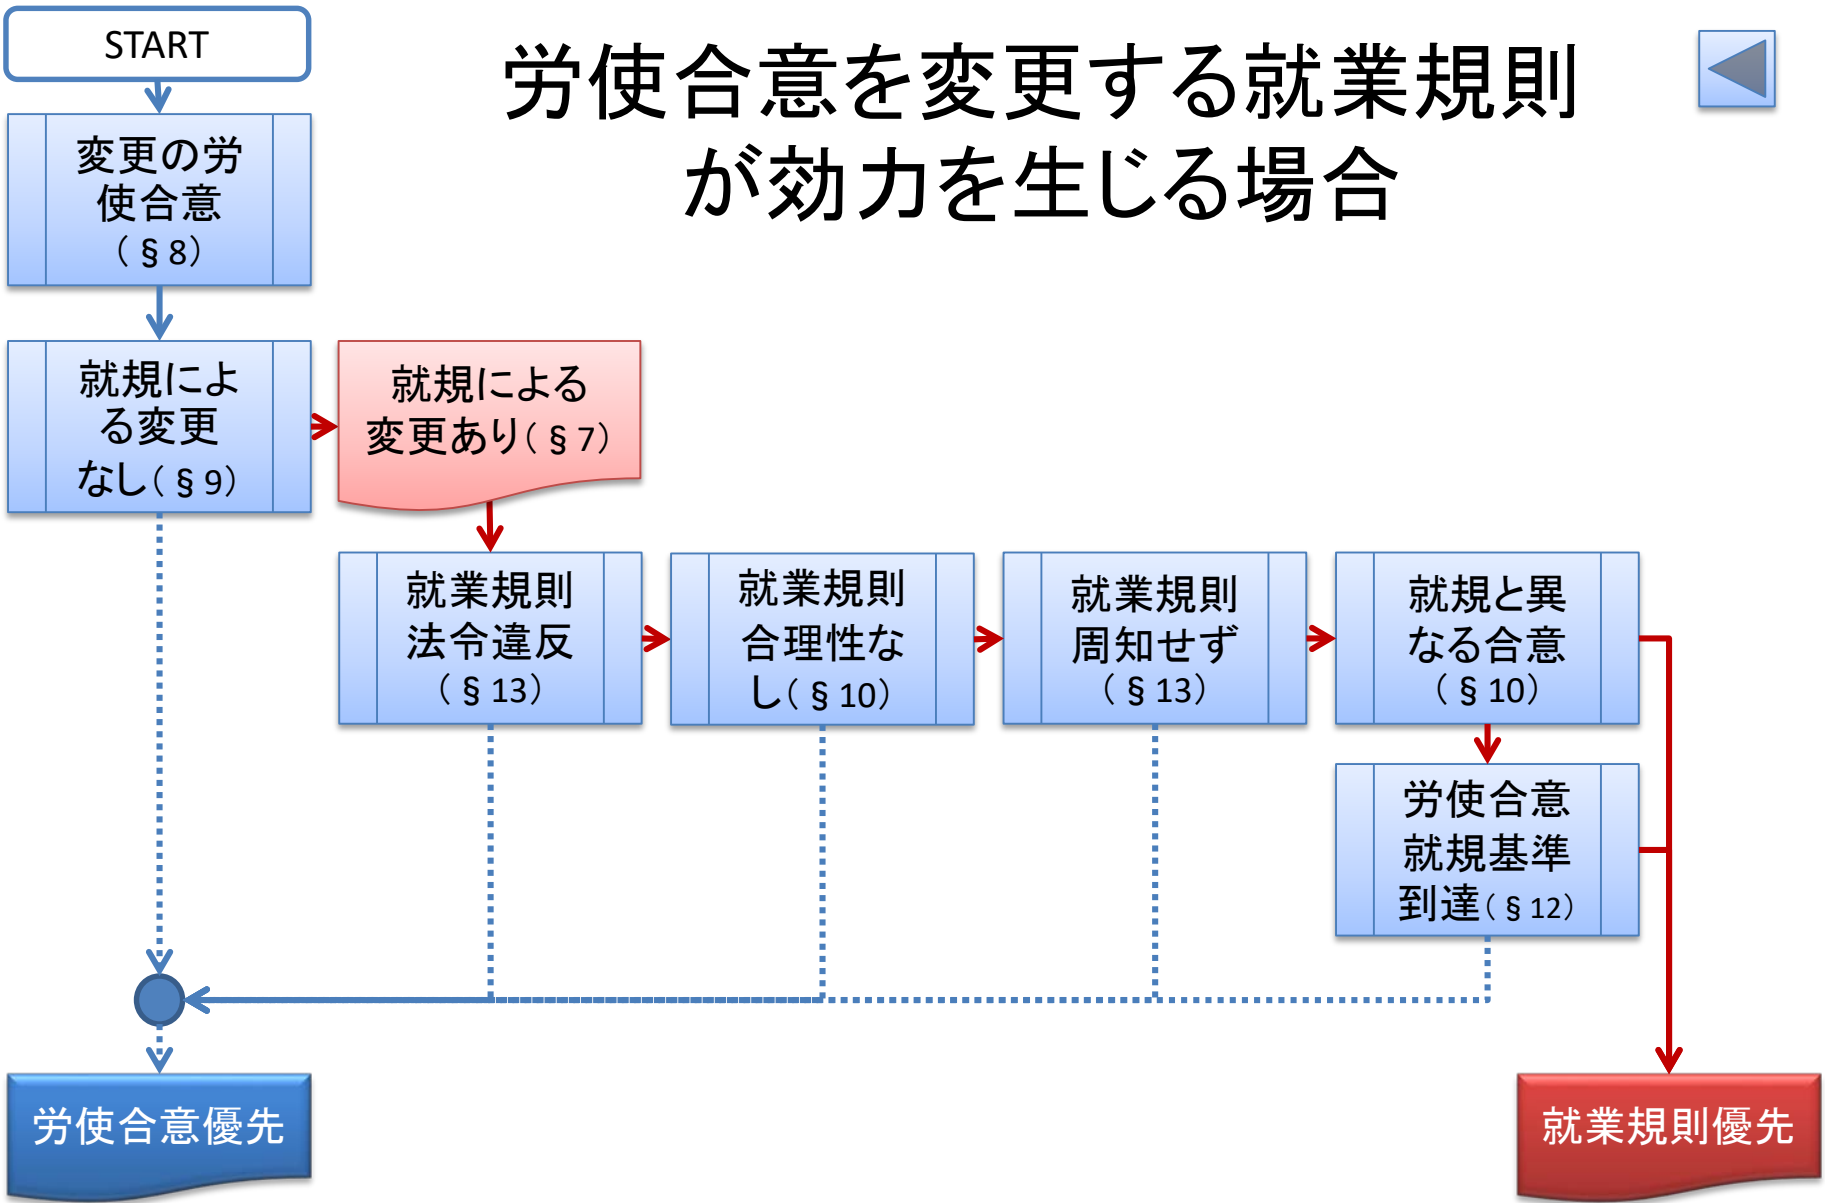 START
労使合意を変更する就業規則
が効力を生じる場合
変更の労
使合意
（§8）
就規によ
る変更
なし（§9）
就規による
変更あり（§7）
就業規則
法令違反
（§13）
就業規則
合理性な
し（§10）
就業規則
周知せず
（§13）
就規と異
なる合意
（§10）
労使合意
就規基準
到達（§12）
労使合意優先
就業規則優先